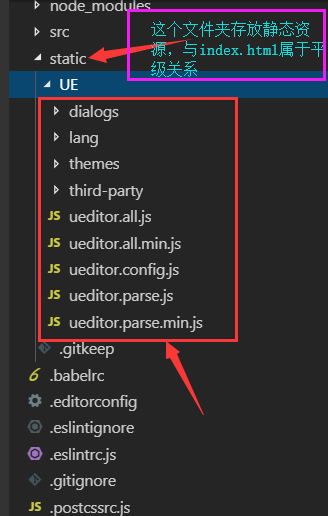 node_modules
这个文件夹存放静态资
src
源，与index.html属于平
static
级关系
UE
dialogs
lang
themes
third-party
JS ueditor.all.js
JS ueditor.all.min.js
JS ueditor.config.js
JS ueditor.parse.js
JS ueditor.parse.min.js
.gitkeep
.babelrc
.editorconfig
.eslintignore
.eslintrc.js
.gitignore
JS .postcssrc.js